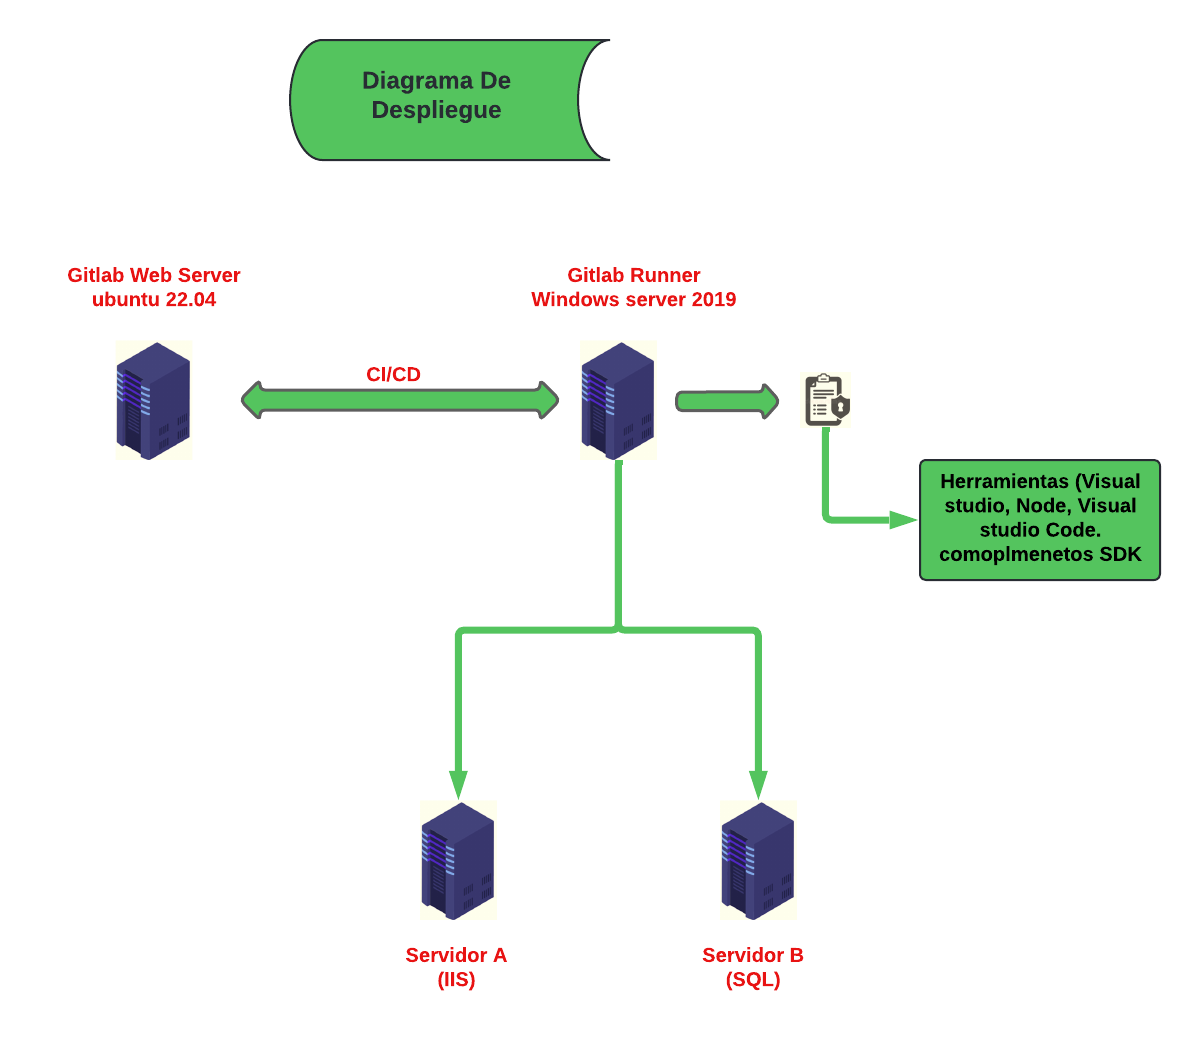 Diagrama De
Despliegue
Gitlab Web Server
ubuntu 22.04
Gitlab Runner
Windows server 2019
CI/CD
Herramientas (Visual
studio, Node, Visual
studio Code.
comoplmenetos SDK
Servidor A
(IIS)
Servidor B
(SQL)